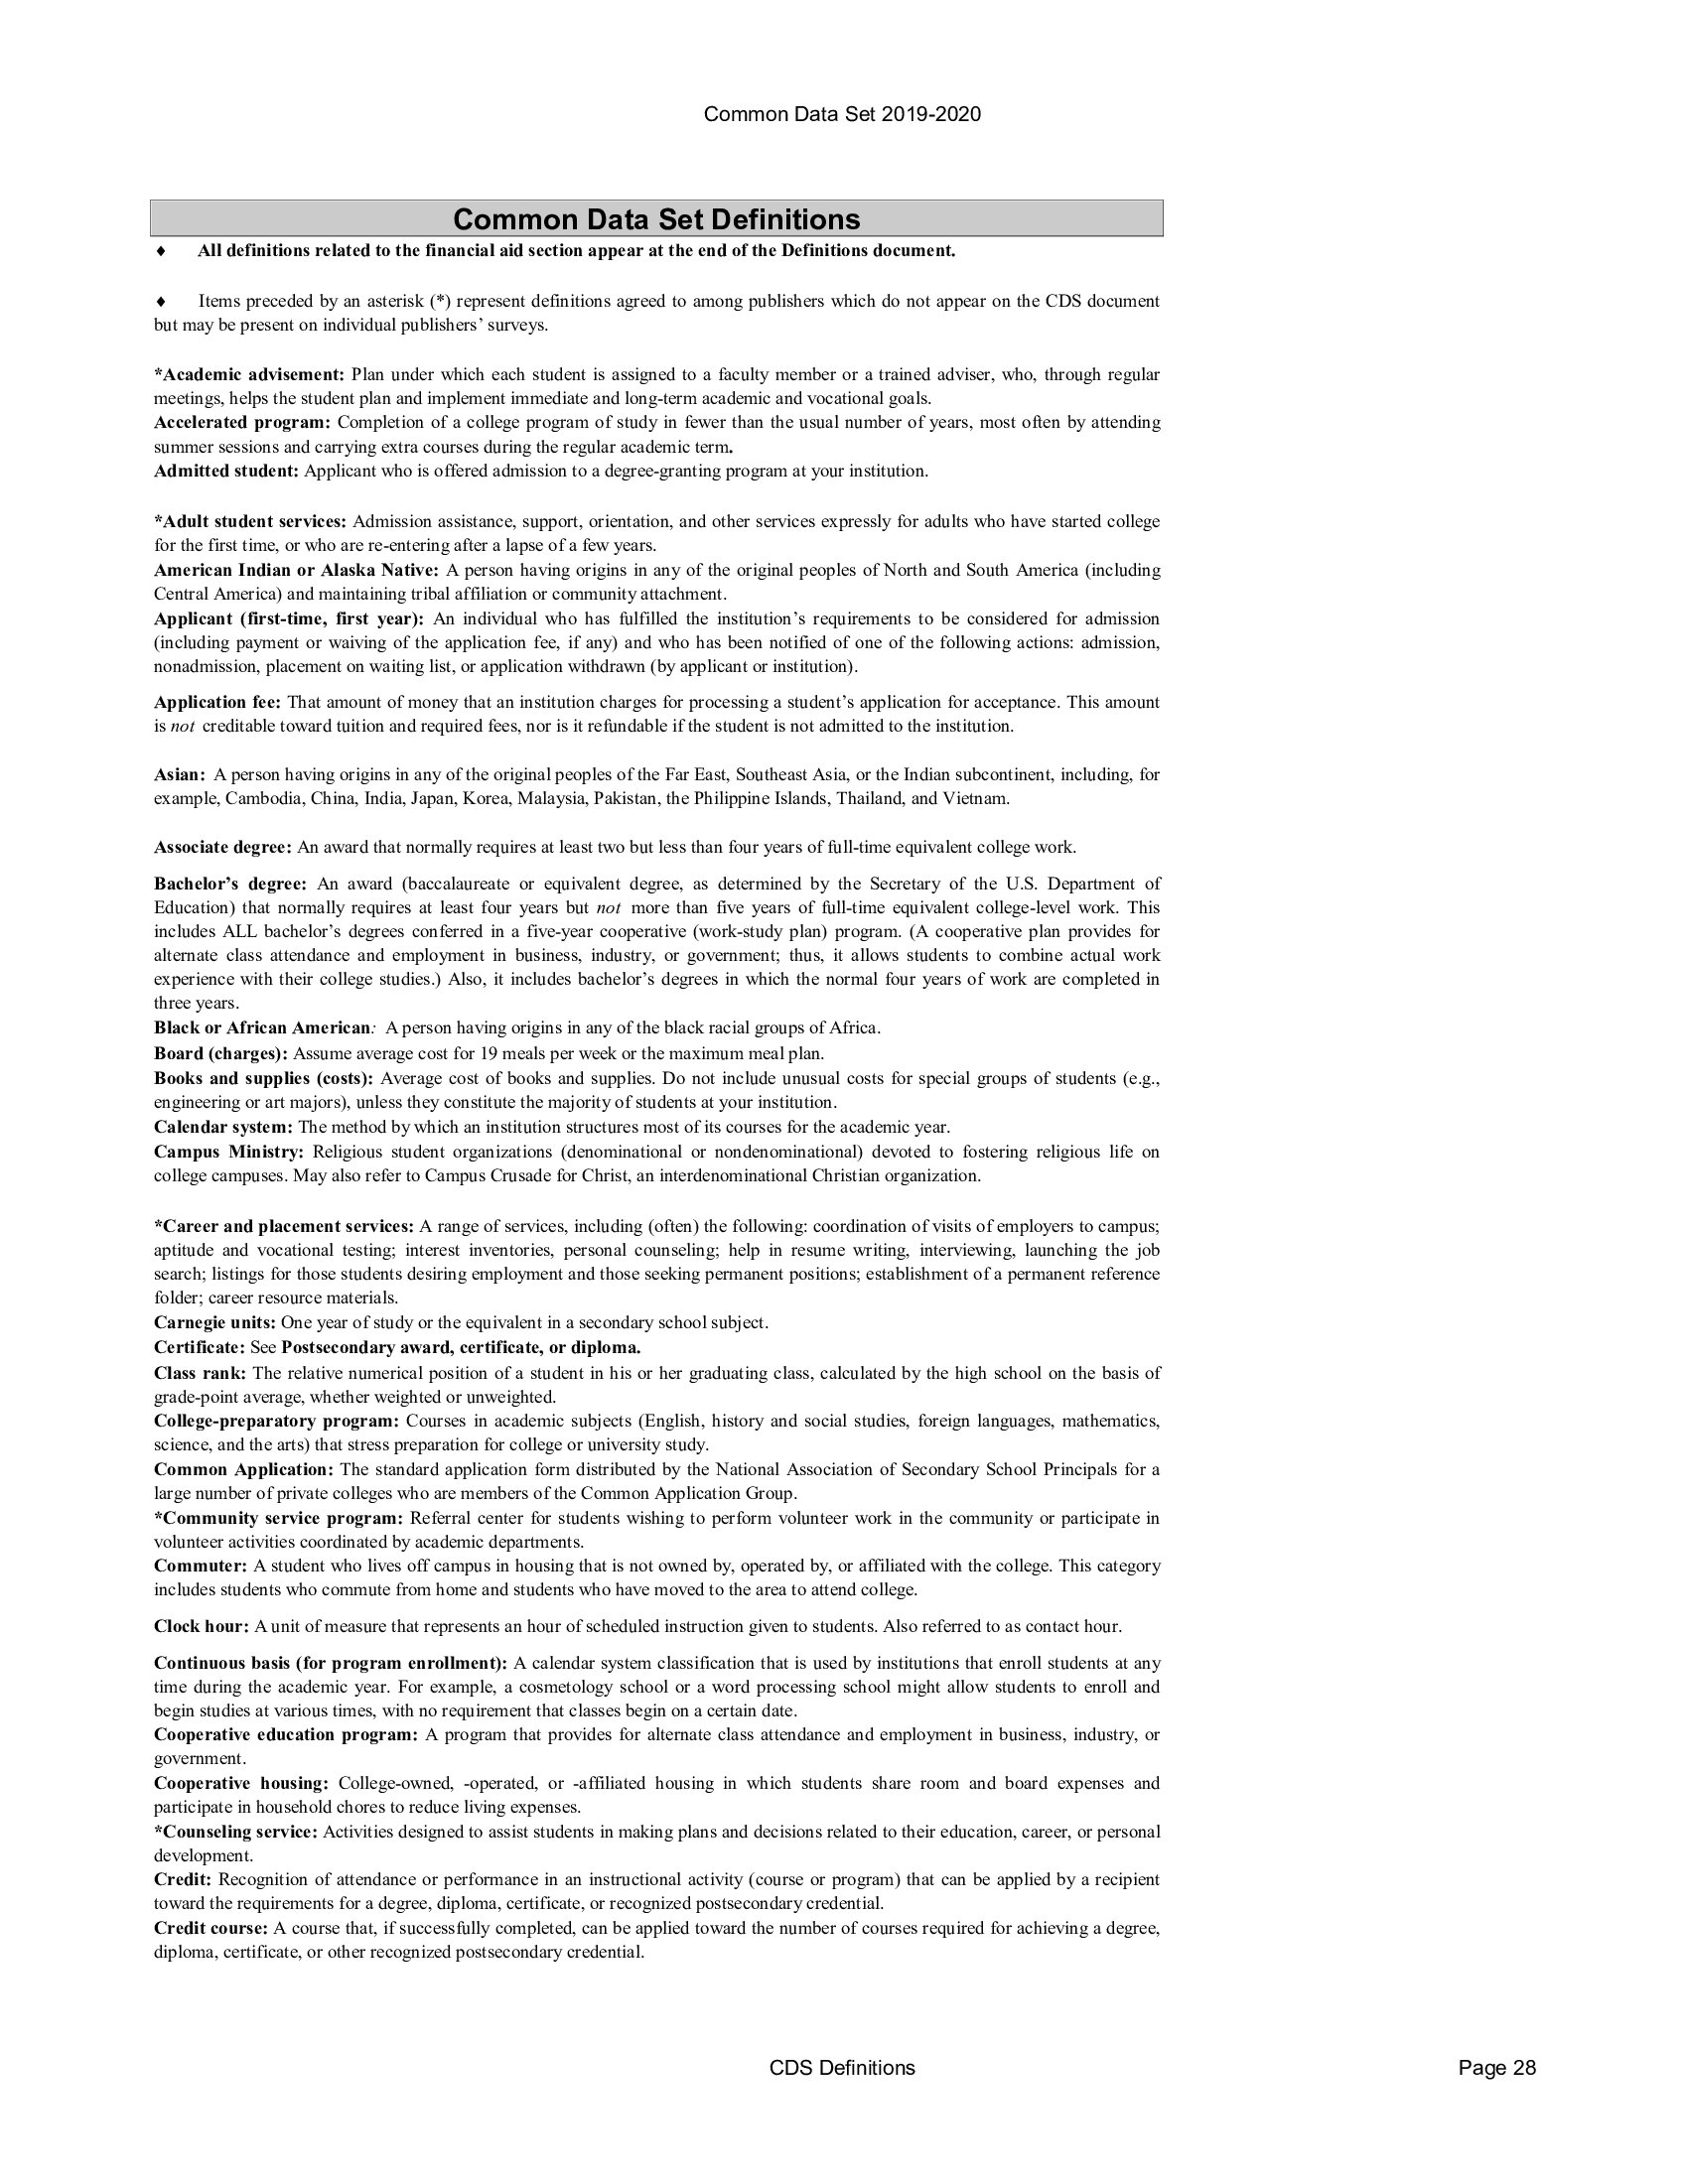 Common Data Set 2019-2020
Common Data Set Definitions
♦ All definitions related to the financial aid section appear at the end of the Definitions document.
♦ Items preceded by an asterisk (*) represent definitions agreed to among publishers which do not appear on the CDS document
but may be present on individual publishers’ surveys.
*Academic advisement: Plan under which each student is assigned to a faculty member or a trained adviser, who, through regular
meetings, helps the student plan and implement immediate and long-term academic and vocational goals.
Accelerated program: Completion of a college program of study in fewer than the usual number of years, most often by attending
summer sessions and carrying extra courses during the regular academic term.
Admitted student: Applicant who is offered admission to a degree-granting program at your institution.
*Adult student services: Admission assistance, support, orientation, and other services expressly for adults who have started college
for the first time, or who are re-entering after a lapse of a few years.
American Indian or Alaska Native: A person having origins in any of the original peoples of North and South America (including
Central America) and maintaining tribal affiliation or community attachment.
Applicant (first-time, first year): An individual who has fulfilled the institution’s requirements to be considered for admission
(including payment or waiving of the application fee, if any) and who has been notified of one of the following actions: admission,
nonadmission, placement on waiting list, or application withdrawn (by applicant or institution).
Application fee: That amount of money that an institution charges for processing a student’s application for acceptance. This amount
is not creditable toward tuition and required fees, nor is it refundable if the student is not admitted to the institution.
Asian: A person having origins in any of the original peoples of the Far East, Southeast Asia, or the Indian subcontinent, including, for
example, Cambodia, China, India, Japan, Korea, Malaysia, Pakistan, the Philippine Islands, Thailand, and Vietnam.
Associate degree: An award that normally requires at least two but less than four years of full-time equivalent college work.
Bachelor’s degree: An award (baccalaureate or equivalent degree, as determined by the Secretary of the U.S. Department of
Education) that normally requires at least four years but not more than five years of full-time equivalent college-level work. This
includes ALL bachelor’s degrees conferred in a five-year cooperative (work-study plan) program. (A cooperative plan provides for
alternate class attendance and employment in business, industry, or government; thus, it allows students to combine actual work
experience with their college studies.) Also, it includes bachelor’s degrees in which the normal four years of work are completed in
three years.
Black or African American: A person having origins in any of the black racial groups of Africa.
Board (charges): Assume average cost for 19 meals per week or the maximum meal plan.
Books and supplies (costs): Average cost of books and supplies. Do not include unusual costs for special groups of students (e.g.,
engineering or art majors), unless they constitute the majority of students at your institution.
Calendar system: The method by which an institution structures most of its courses for the academic year.
Campus Ministry: Religious student organizations (denominational or nondenominational) devoted to fostering religious life on
college campuses. May also refer to Campus Crusade for Christ, an interdenominational Christian organization.
*Career and placement services: A range of services, including (often) the following: coordination of visits of employers to campus;
aptitude and vocational testing; interest inventories, personal counseling; help in resume writing, interviewing, launching the job
search; listings for those students desiring employment and those seeking permanent positions; establishment of a permanent reference
folder; career resource materials.
Carnegie units: One year of study or the equivalent in a secondary school subject.
Certificate: See Postsecondary award, certificate, or diploma.
Class rank: The relative numerical position of a student in his or her graduating class, calculated by the high school on the basis of
grade-point average, whether weighted or unweighted.
College-preparatory program: Courses in academic subjects (English, history and social studies, foreign languages, mathematics,
science, and the arts) that stress preparation for college or university study.
Common Application: The standard application form distributed by the National Association of Secondary School Principals for a
large number of private colleges who are members of the Common Application Group.
*Community service program: Referral center for students wishing to perform volunteer work in the community or participate in
volunteer activities coordinated by academic departments.
Commuter: A student who lives off campus in housing that is not owned by, operated by, or affiliated with the college. This category
includes students who commute from home and students who have moved to the area to attend college.
Clock hour: A unit of measure that represents an hour of scheduled instruction given to students. Also referred to as contact hour.
Continuous basis (for program enrollment): A calendar system classification that is used by institutions that enroll students at any
time during the academic year. For example, a cosmetology school or a word processing school might allow students to enroll and
begin studies at various times, with no requirement that classes begin on a certain date.
Cooperative education program: A program that provides for alternate class attendance and employment in business, industry, or
government.
Cooperative housing: College-owned, -operated, or -affiliated housing in which students share room and board expenses and
participate in household chores to reduce living expenses.
*Counseling service: Activities designed to assist students in making plans and decisions related to their education, career, or personal
development.
Credit: Recognition of attendance or performance in an instructional activity (course or program) that can be applied by a recipient
toward the requirements for a degree, diploma, certificate, or recognized postsecondary credential.
Credit course: A course that, if successfully completed, can be applied toward the number of courses required for achieving a degree,
diploma, certificate, or other recognized postsecondary credential.
CDS Definitions
Page 28